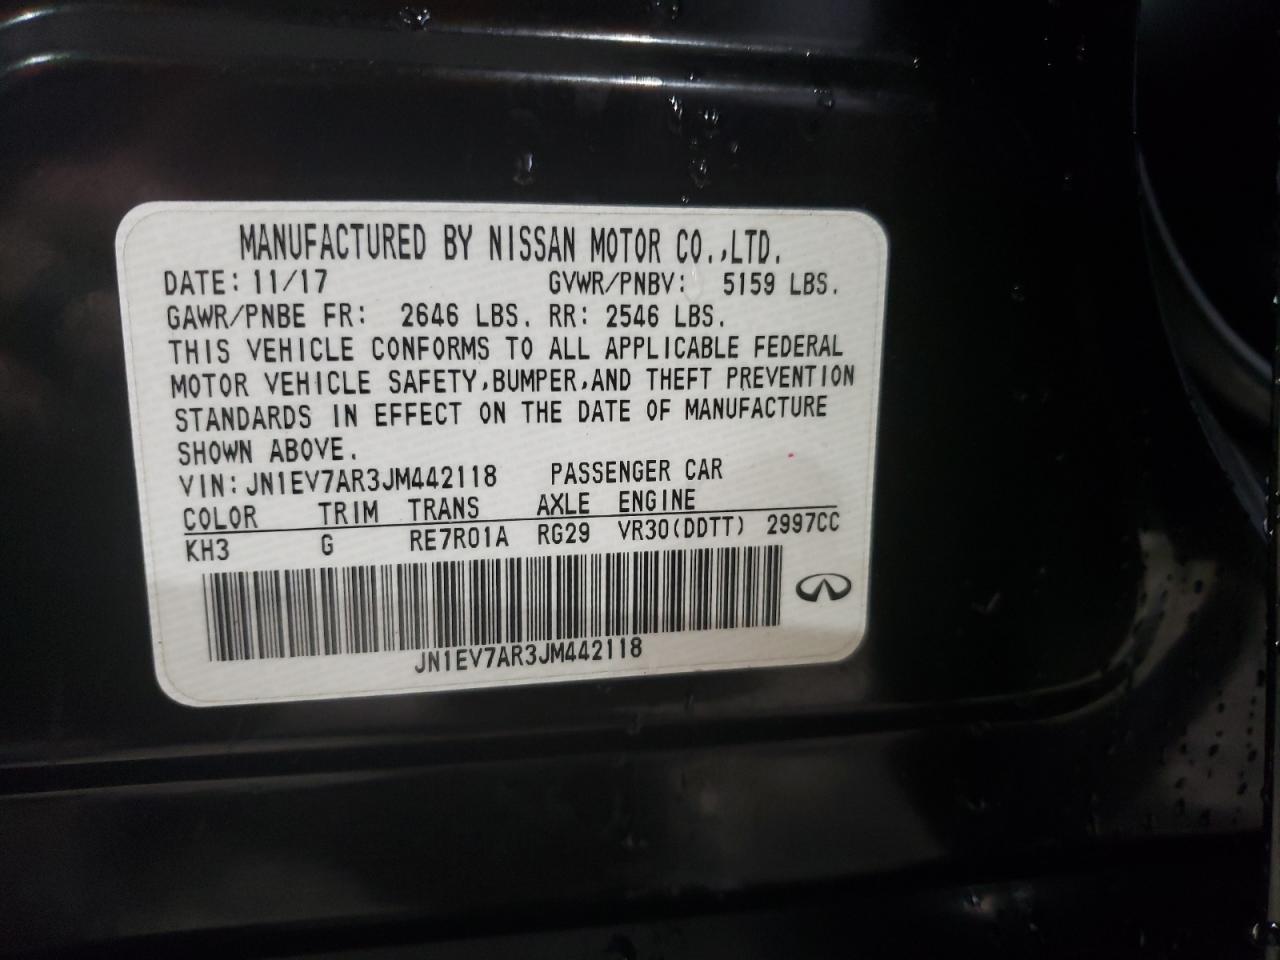 MANUFACTURED BY NISSAN MOTOR CO.,LTD.
DATE: 11/17 GVWR/PNBV: 5159 LBS.
GAWR/PNBE FR: 2646 LBS. RR: 2546 LBS.
THIS VEHICLE CONFORMS TO ALL APPLICABLE FEDERAL
MOTOR VEHICLE SAFETY,BUMPER,AND THEFT PREVENTION
STANDARDS IN EFFECT ON THE DATE OF MANUFACTURE
SHOWN ABOVE.
VIN: JN1EV7AR3JM442118 PASSENGER CAR
COLOR TRIM TRANS AXLE ENGINE
KH3 G RE7R01A RG29 VR30(DDTT) 2997CC
JN1EV7AR3JM442118